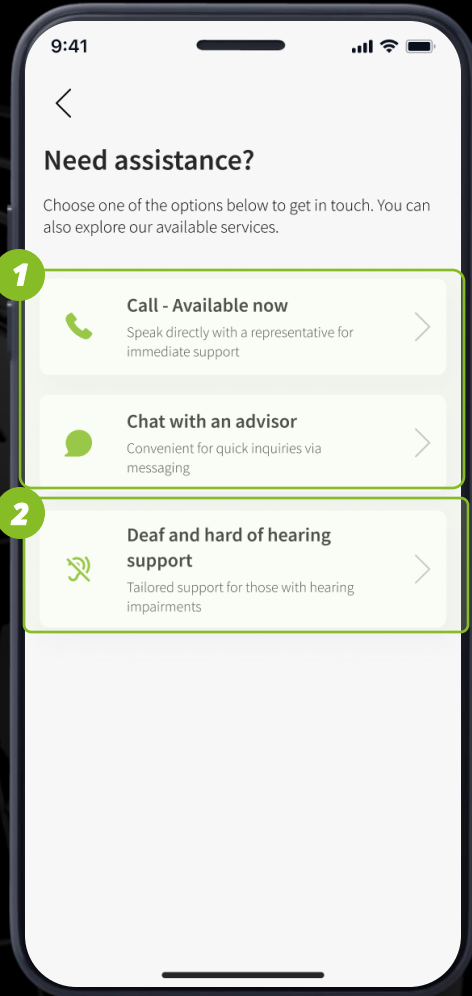 9:41
Need assistance?
Choose one of the options below to get in touch. You can
also explore our available services.
1
Call - Available now
Speak directly with a representative for
immediate support
Chat with an advisor
Convenient for quick inquiries via
messaging
2
Deaf and hard of hearing
support
Tailored support for those with hearing
impairments